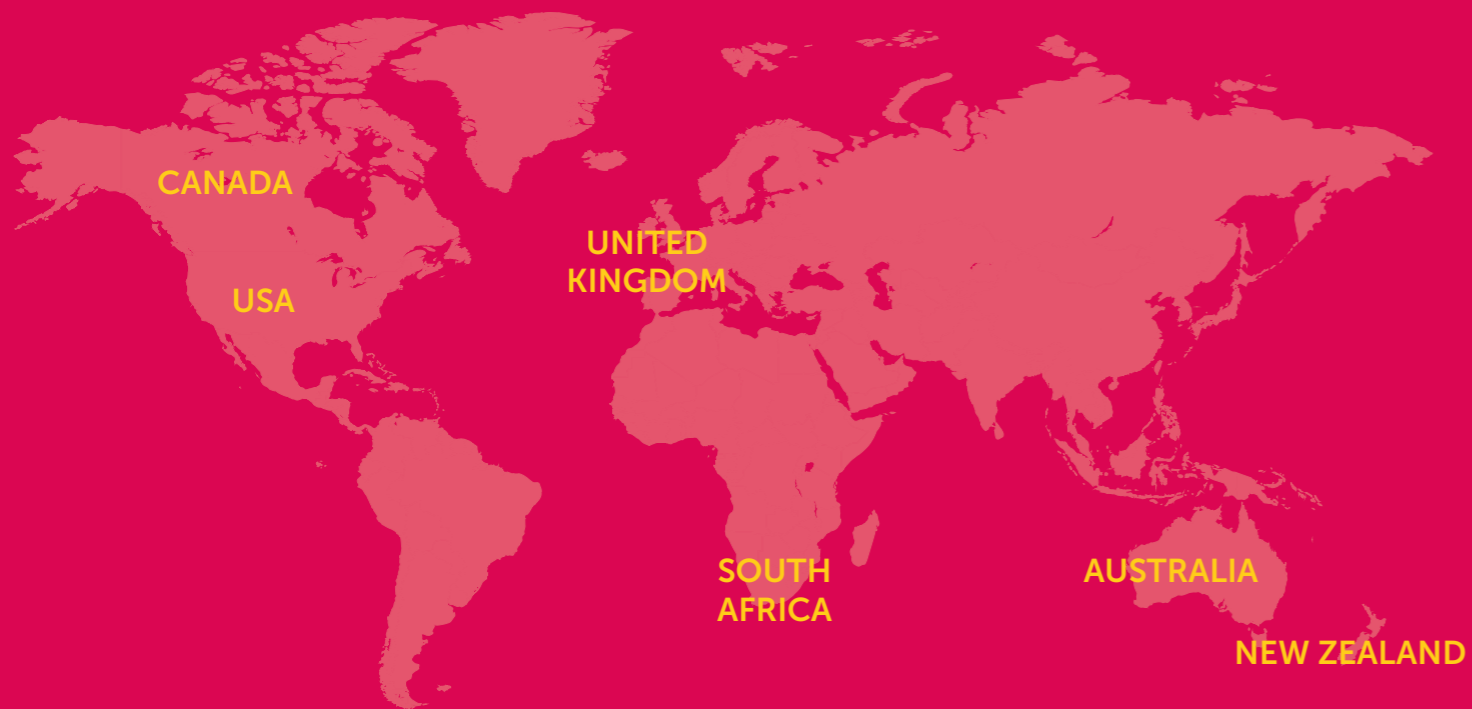 CANADA
UNITED
KINGDOM
USA
SOUTH
AFRICA
AUSTRALIA
NEW ZEALAND